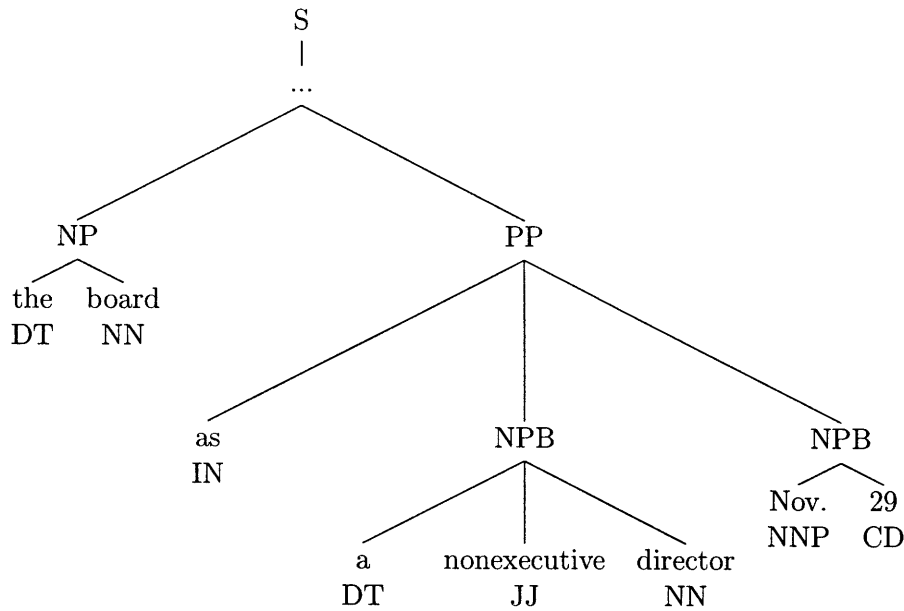 S
...
NP PP
the board
DT NN
as NPB NPB
IN
Nov. 29
NNP CD
a nonexecutive director
DT JJ NN